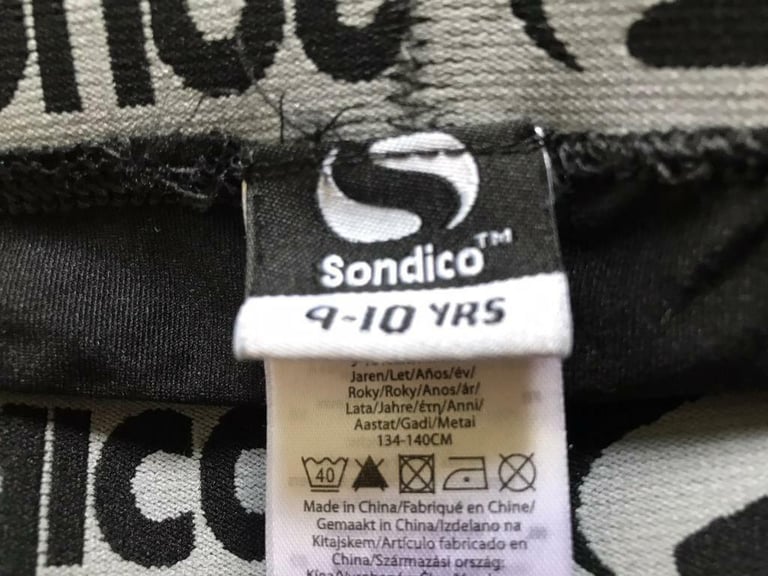 Sondico™
9-10 YRS
Jaren/Let/Años/év/
Roky/Roky/Anos/ár/
Lata/Jahre/έτη/Anni/
Aastat/Gadi/Metai
134-140CM
40
Made in China/Fabriqué en Chine/
Gemaakt in China/Izdelano na
Kitajskem/Artículo fabricado en
China/Származási ország: